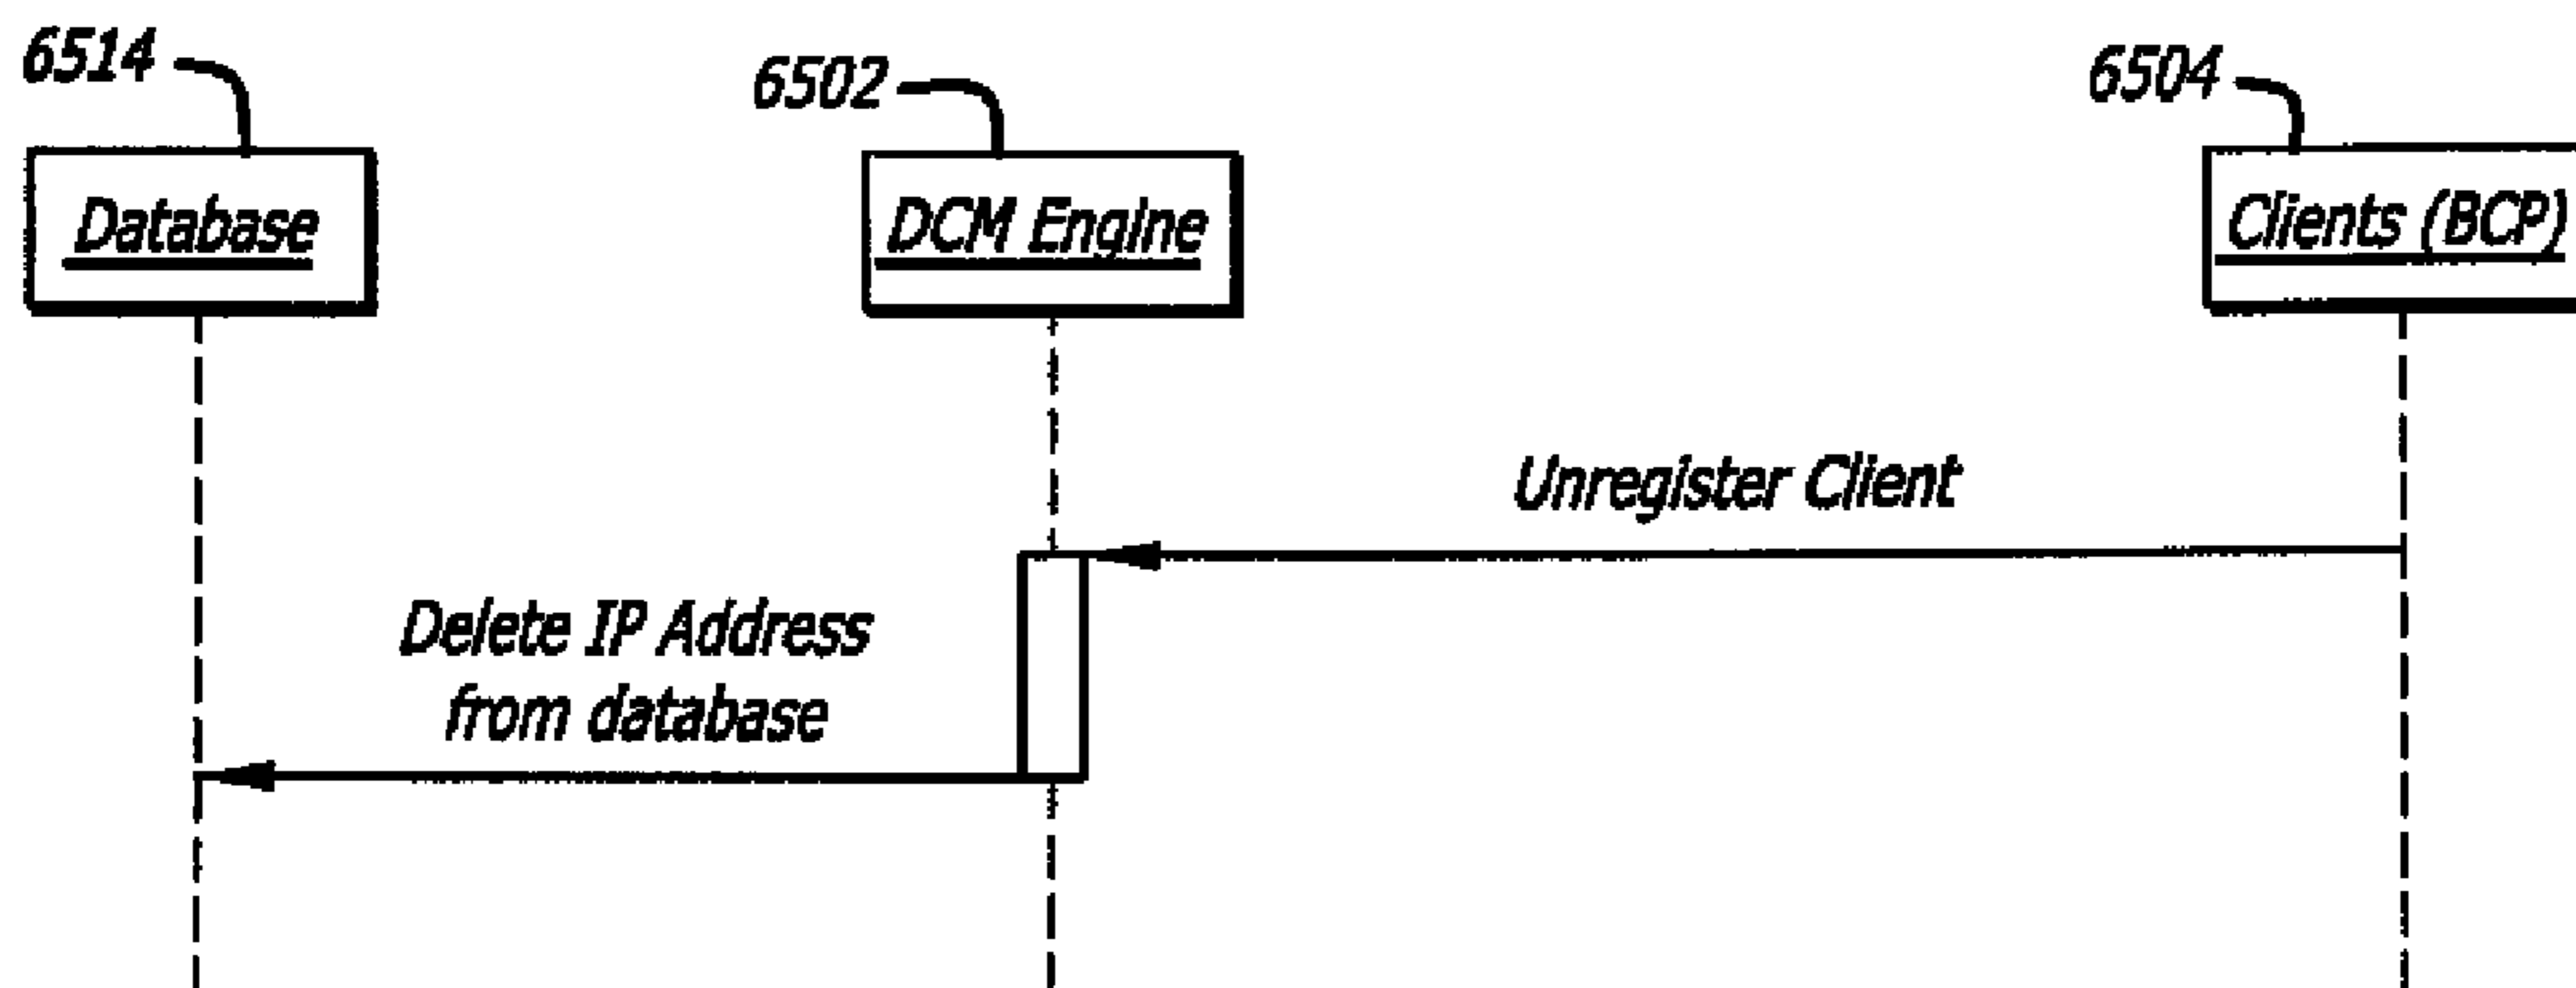 6514
6502
6504
Database
DCM Engine
Clients (BCP)
Unregister Client
Delete IP Address
from database